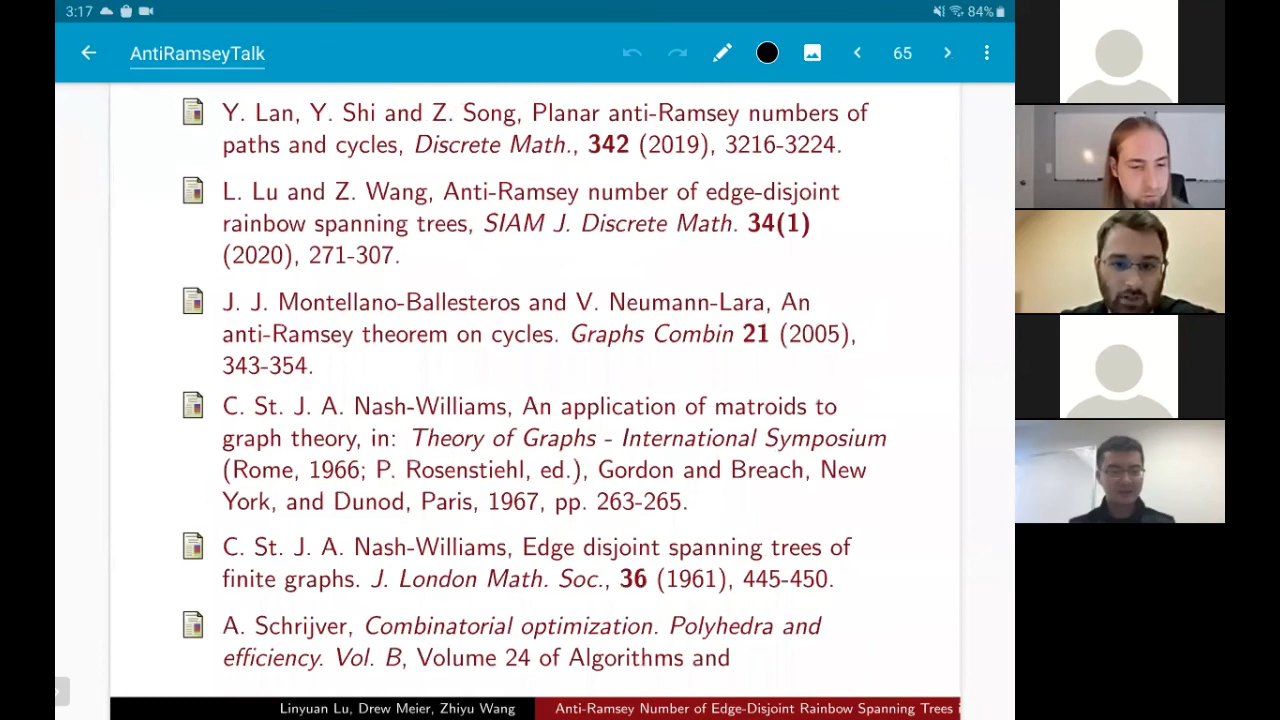 3:17
84%
AntiRamseyTalk
65
Y. Lan, Y. Shi and Z. Song, Planar anti-Ramsey numbers of
paths and cycles, Discrete Math., 342 (2019), 3216-3224.
L. Lu and Z. Wang, Anti-Ramsey number of edge-disjoint
rainbow spanning trees, SIAM J. Discrete Math. 34(1)
(2020), 271-307.
J. J. Montellano-Ballesteros and V. Neumann-Lara, An
anti-Ramsey theorem on cycles. Graphs Combin 21 (2005),
343-354.
C. St. J. A. Nash-Williams, An application of matroids to
graph theory, in: Theory of Graphs - International Symposium
(Rome, 1966; P. Rosenstiehl, ed.), Gordon and Breach, New
York, and Dunod, Paris, 1967, pp. 263-265.
C. St. J. A. Nash-Williams, Edge disjoint spanning trees of
finite graphs. J. London Math. Soc., 36 (1961), 445-450.
A. Schrijver, Combinatorial optimization. Polyhedra and
efficiency. Vol. B, Volume 24 of Algorithms and
Linyuan Lu, Drew Meier, Zhiyu Wang
Anti-Ramsey Number of Edge-Disjoint Rainbow Spanning Trees i